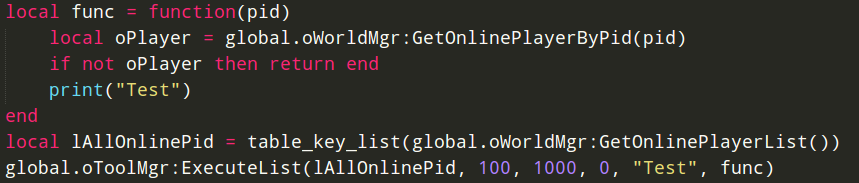 local func = function(pid)
    local oPlayer = global.oWorldMgr:GetOnlinePlayerByPid(pid)
    if not oPlayer then return end
    print("Test")
end
local lAllOnlinePid = table_key_list(global.oWorldMgr:GetOnlinePlayerList())
global.oToolMgr:ExecuteList(lAllOnlinePid, 100, 1000, 0, "Test", func)